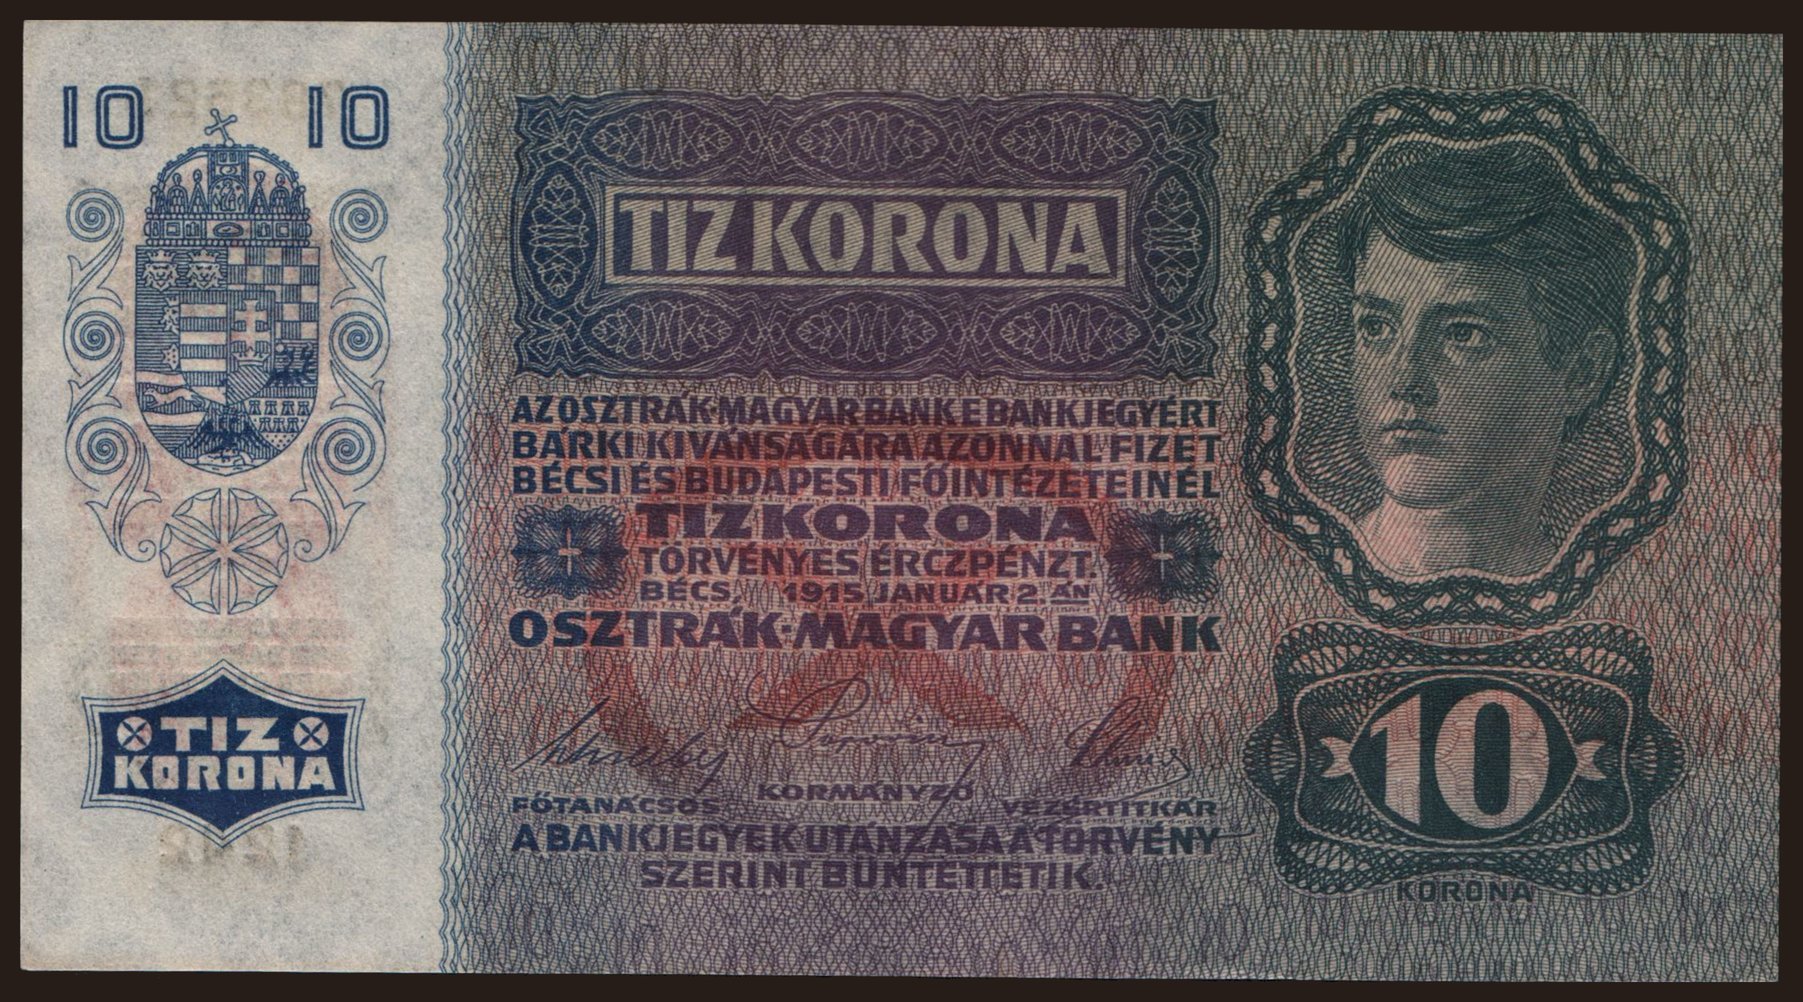 10 10
TIZ KORONA
AZ OSZTRÁK-MAGYAR BANK E BANKJEGYÉRT
BÁRKI KIVÁNSÁGÁRA AZONNAL FIZET
BÉCSI ÉS BUDAPESTI FŐINTÉZETEINÉL
TIZ KORONA
TÖRVÉNYES ÉRCZPÉNZT.
BÉCS, 1915 JANUÁR 2.ÁN
OSZTRÁK-MAGYAR BANK
FŐTANÁCSOS KORMÁNYZÓ VEZÉRTITKÁR
A BANKJEGYEK UTÁNZÁSA A TÖRVÉNY
SZERINT BÜNTETTETIK.
TIZ
KORONA
10
KORONA